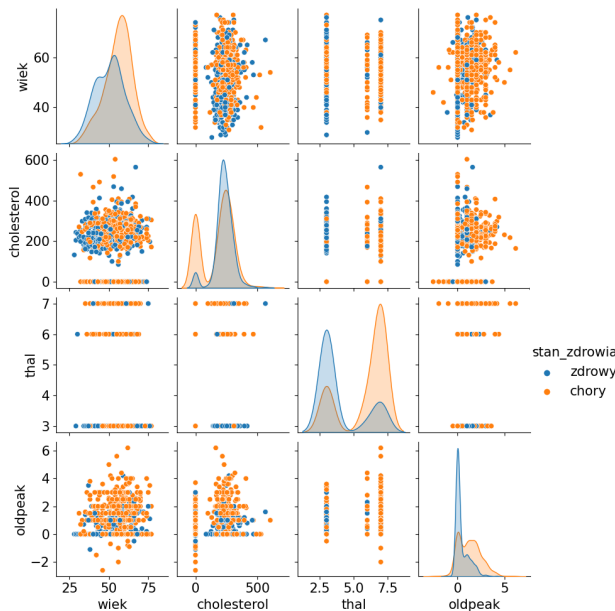 wiek
60
40
cholesterol
600
400
200
0
thal
7
6
5
4
3
stan_zdrowia
zdrowy
chory
oldpeak
6
4
2
0
−2
25 50 75
wiek
0 500
cholesterol
2.5 5.0 7.5
thal
0 5
oldpeak